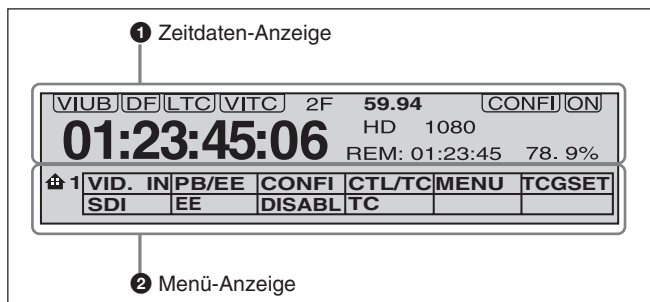 ❶ Zeitdaten-Anzeige
VIUB DF LTC VITC 2F 59.94 CONFI ON
01:23:45:06 HD 1080
REM: 01:23:45 78.9%
1 VID. IN PB/EE CONFI CTL/TC MENU TCGSET
SDI EE DISABL TC
❷ Menü-Anzeige